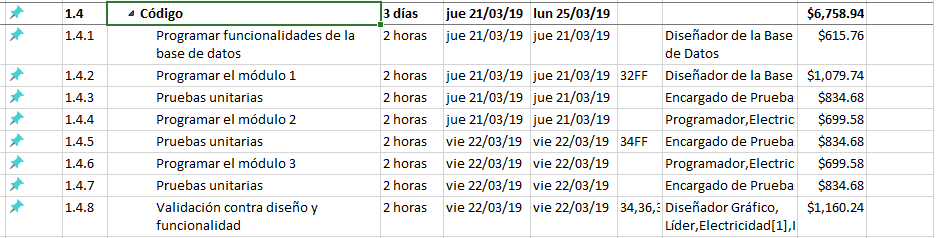 1.4 Código 3 días jue 21/03/19 lun 25/03/19 $6,758.94
1.4.1 Programar funcionalidades de la 2 horas jue 21/03/19 jue 21/03/19 Diseñador de la Base $615.76
base de datos de Datos
1.4.2 Programar el módulo 1 2 horas jue 21/03/19 jue 21/03/19 32FF Diseñador de la Base $1,079.74
1.4.3 Pruebas unitarias 2 horas jue 21/03/19 jue 21/03/19 Encargado de Prueba $834.68
1.4.4 Programar el módulo 2 2 horas jue 21/03/19 jue 21/03/19 Programador,Electric $699.58
1.4.5 Pruebas unitarias 2 horas vie 22/03/19 vie 22/03/19 34FF Encargado de Prueba $834.68
1.4.6 Programar el módulo 3 2 horas vie 22/03/19 vie 22/03/19 Programador,Electric $699.58
1.4.7 Pruebas unitarias 2 horas vie 22/03/19 vie 22/03/19 Encargado de Prueba $834.68
1.4.8 Validación contra diseño y 2 horas vie 22/03/19 vie 22/03/19 34,36,3 Diseñador Gráfico, $1,160.24
funcionalidad Líder,Electricidad[1],I